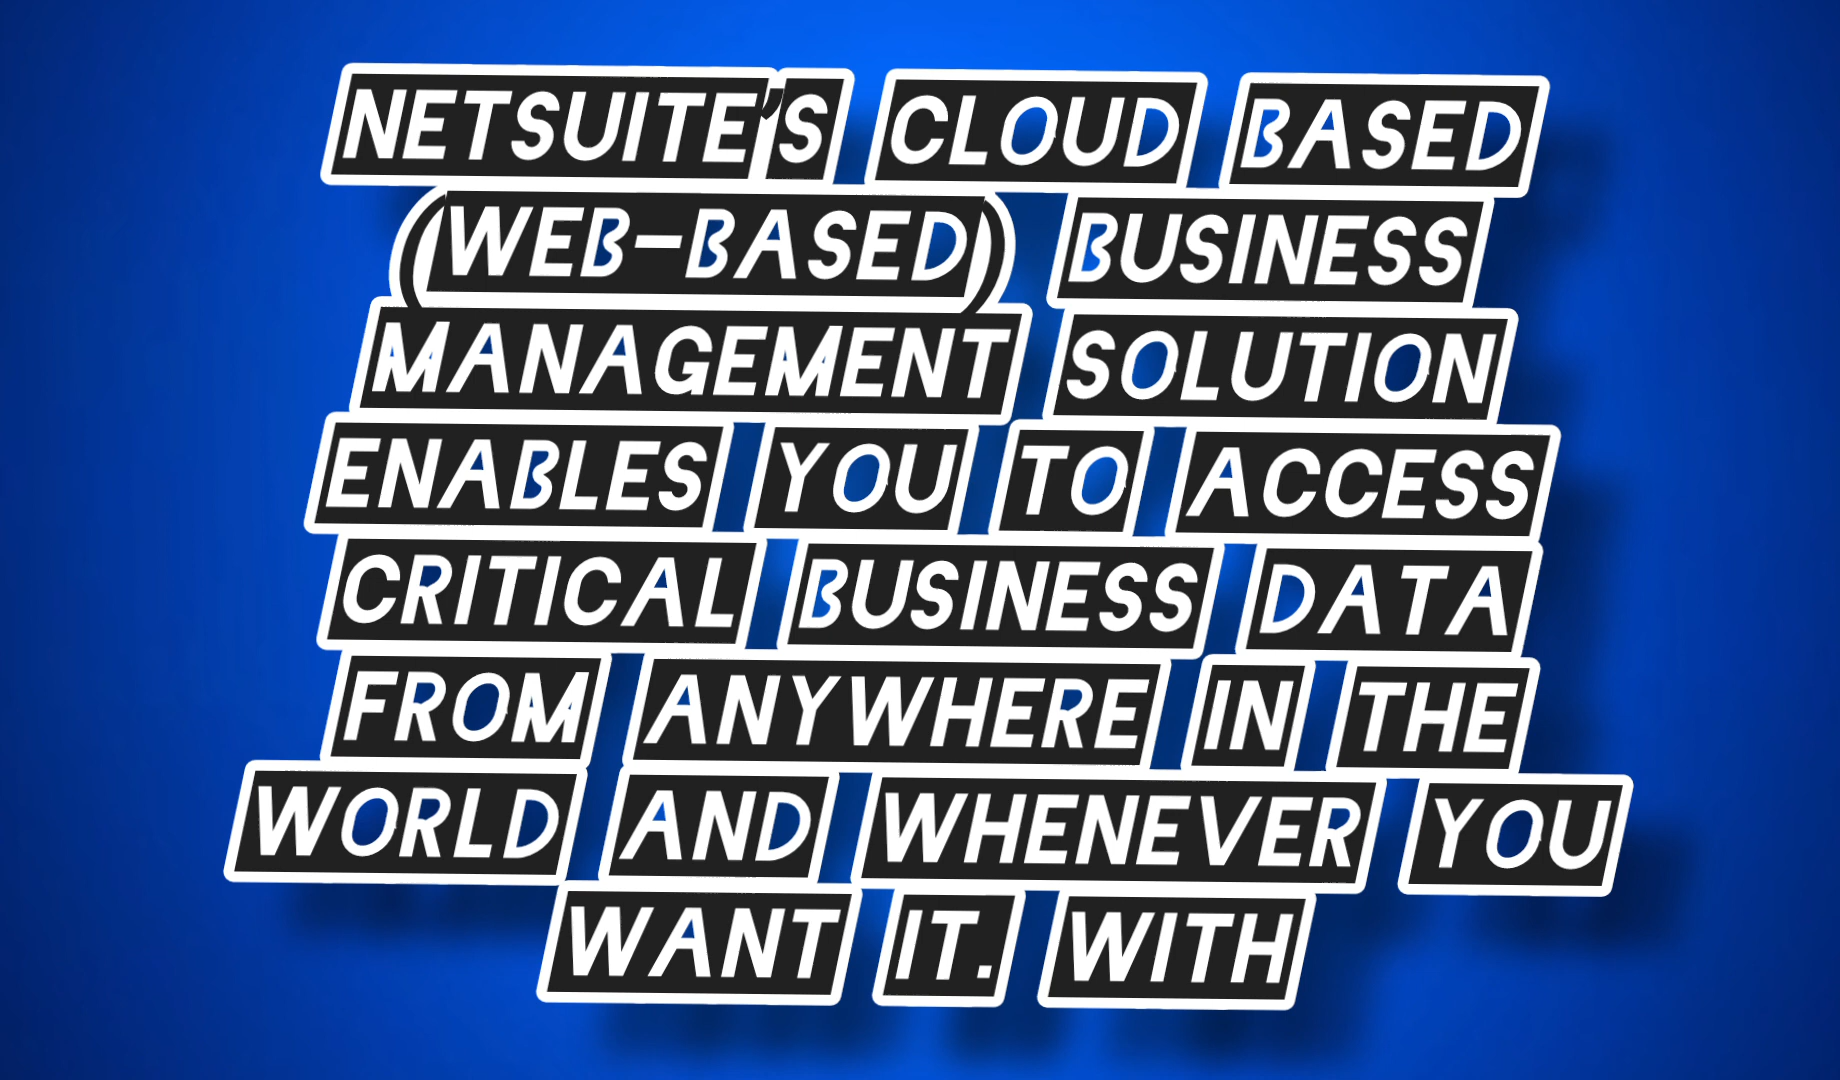 NETSUITE'S CLOUD BASED
(WEB-BASED) BUSINESS
MANAGEMENT SOLUTION
ENABLES YOU TO ACCESS
CRITICAL BUSINESS DATA
FROM ANYWHERE IN THE
WORLD AND WHENEVER YOU
WANT IT. WITH